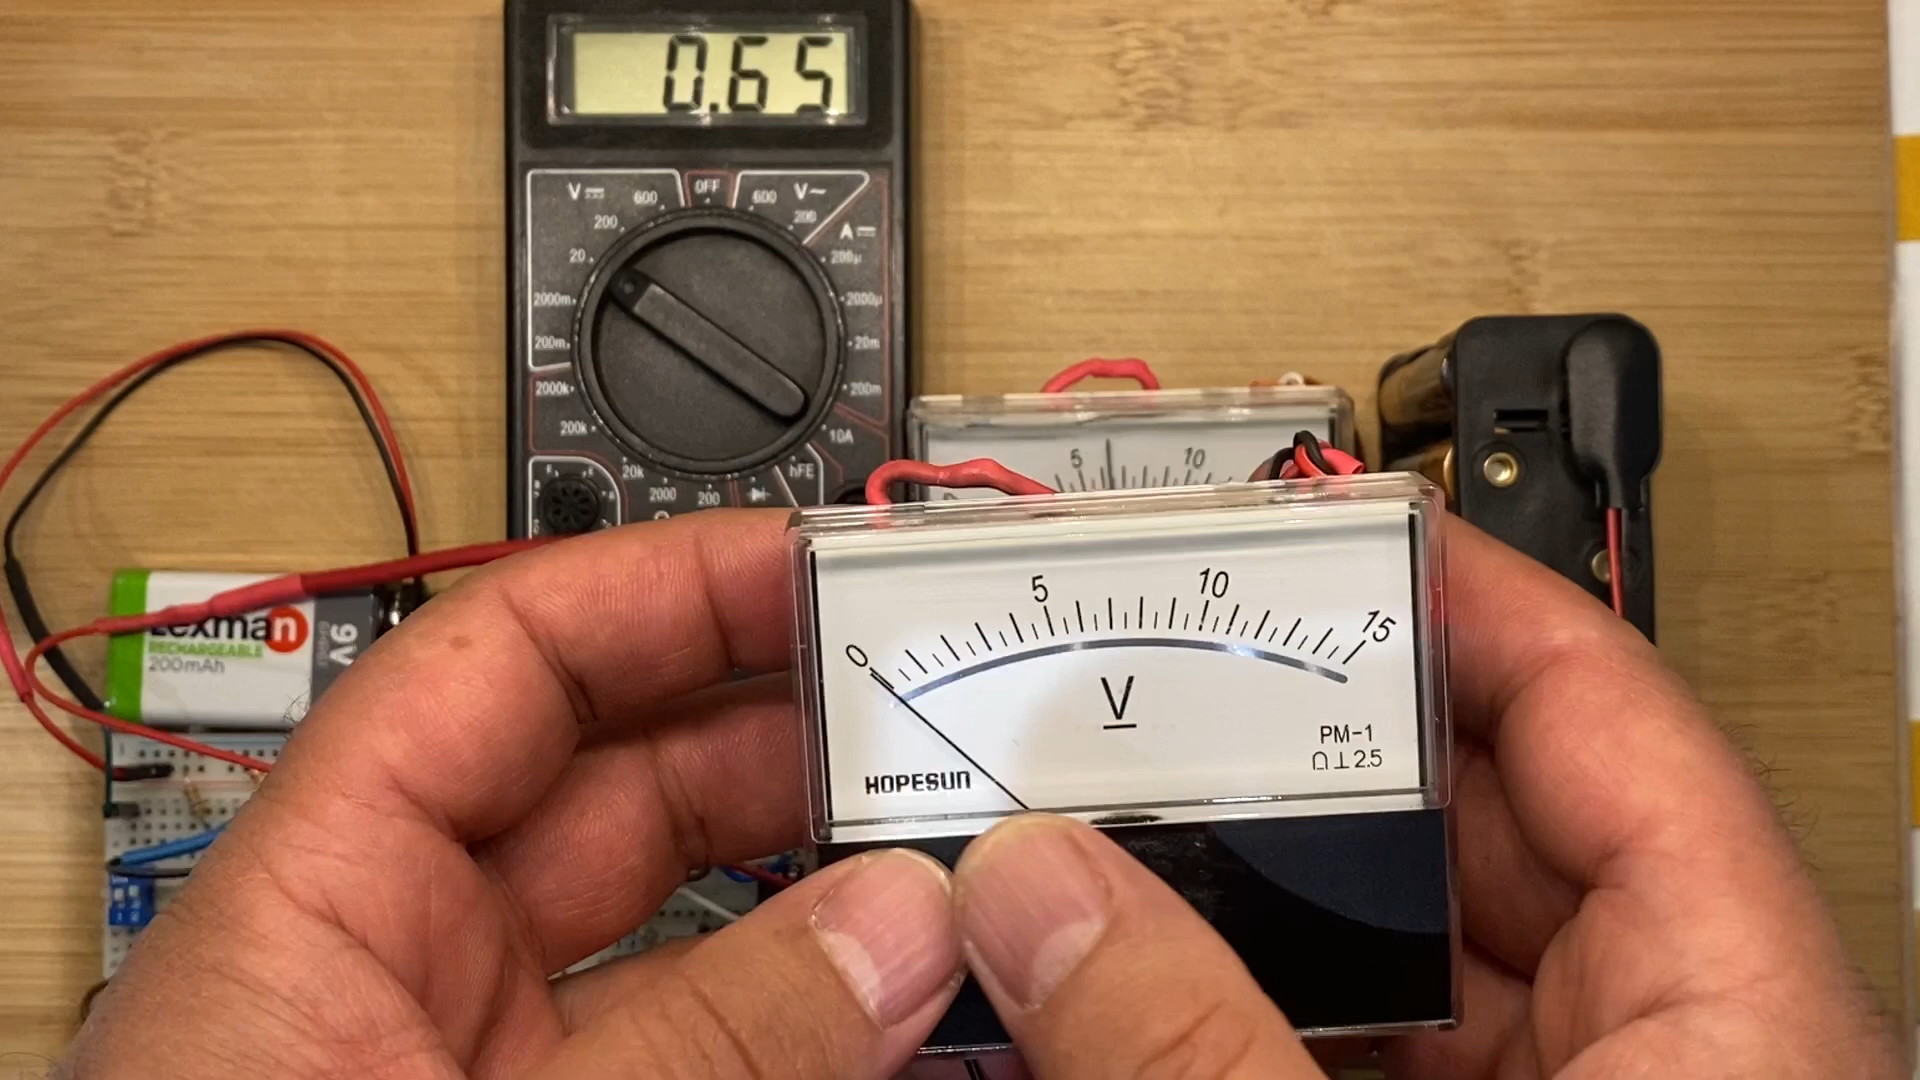 0.65
V⎓ 600 OFF 600 V~
200 200
A⎓
20 200µ
2000m 2000µ
200m 20m
2000k 200m
200k 10A
20k hFE
2000 200
5 10
Lexman
RECHARGEABLE
200mAh
9V
0 5 10 15
V
PM-1
2.5
HOPESUN